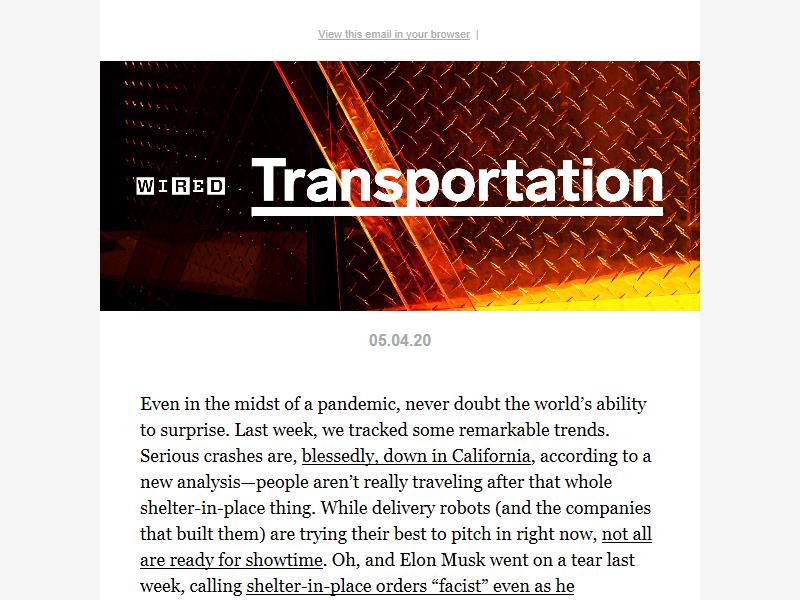 View this email in your browser |
WIRED Transportation
05.04.20
Even in the midst of a pandemic, never doubt the world’s ability
to surprise. Last week, we tracked some remarkable trends.
Serious crashes are, blessedly, down in California, according to a
new analysis—people aren’t really traveling after that whole
shelter-in-place thing. While delivery robots (and the companies
that built them) are trying their best to pitch in right now, not all
are ready for showtime. Oh, and Elon Musk went on a tear last
week, calling shelter-in-place orders “facist” even as he